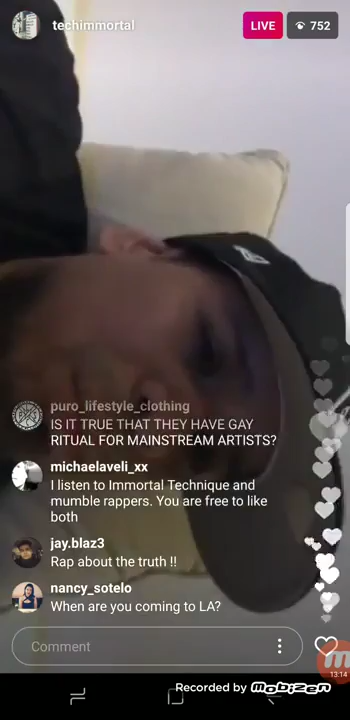 techimmortal
LIVE
752
puro_lifestyle_clothing
IS IT TRUE THAT THEY HAVE GAY
RITUAL FOR MAINSTREAM ARTISTS?
michaelaveli_xx
I listen to Immortal Technique and
mumble rappers. You are free to like
both
jay.blaz3
Rap about the truth !!
nancy_sotelo
When are you coming to LA?
Comment
13:14
Recorded by Mobizen